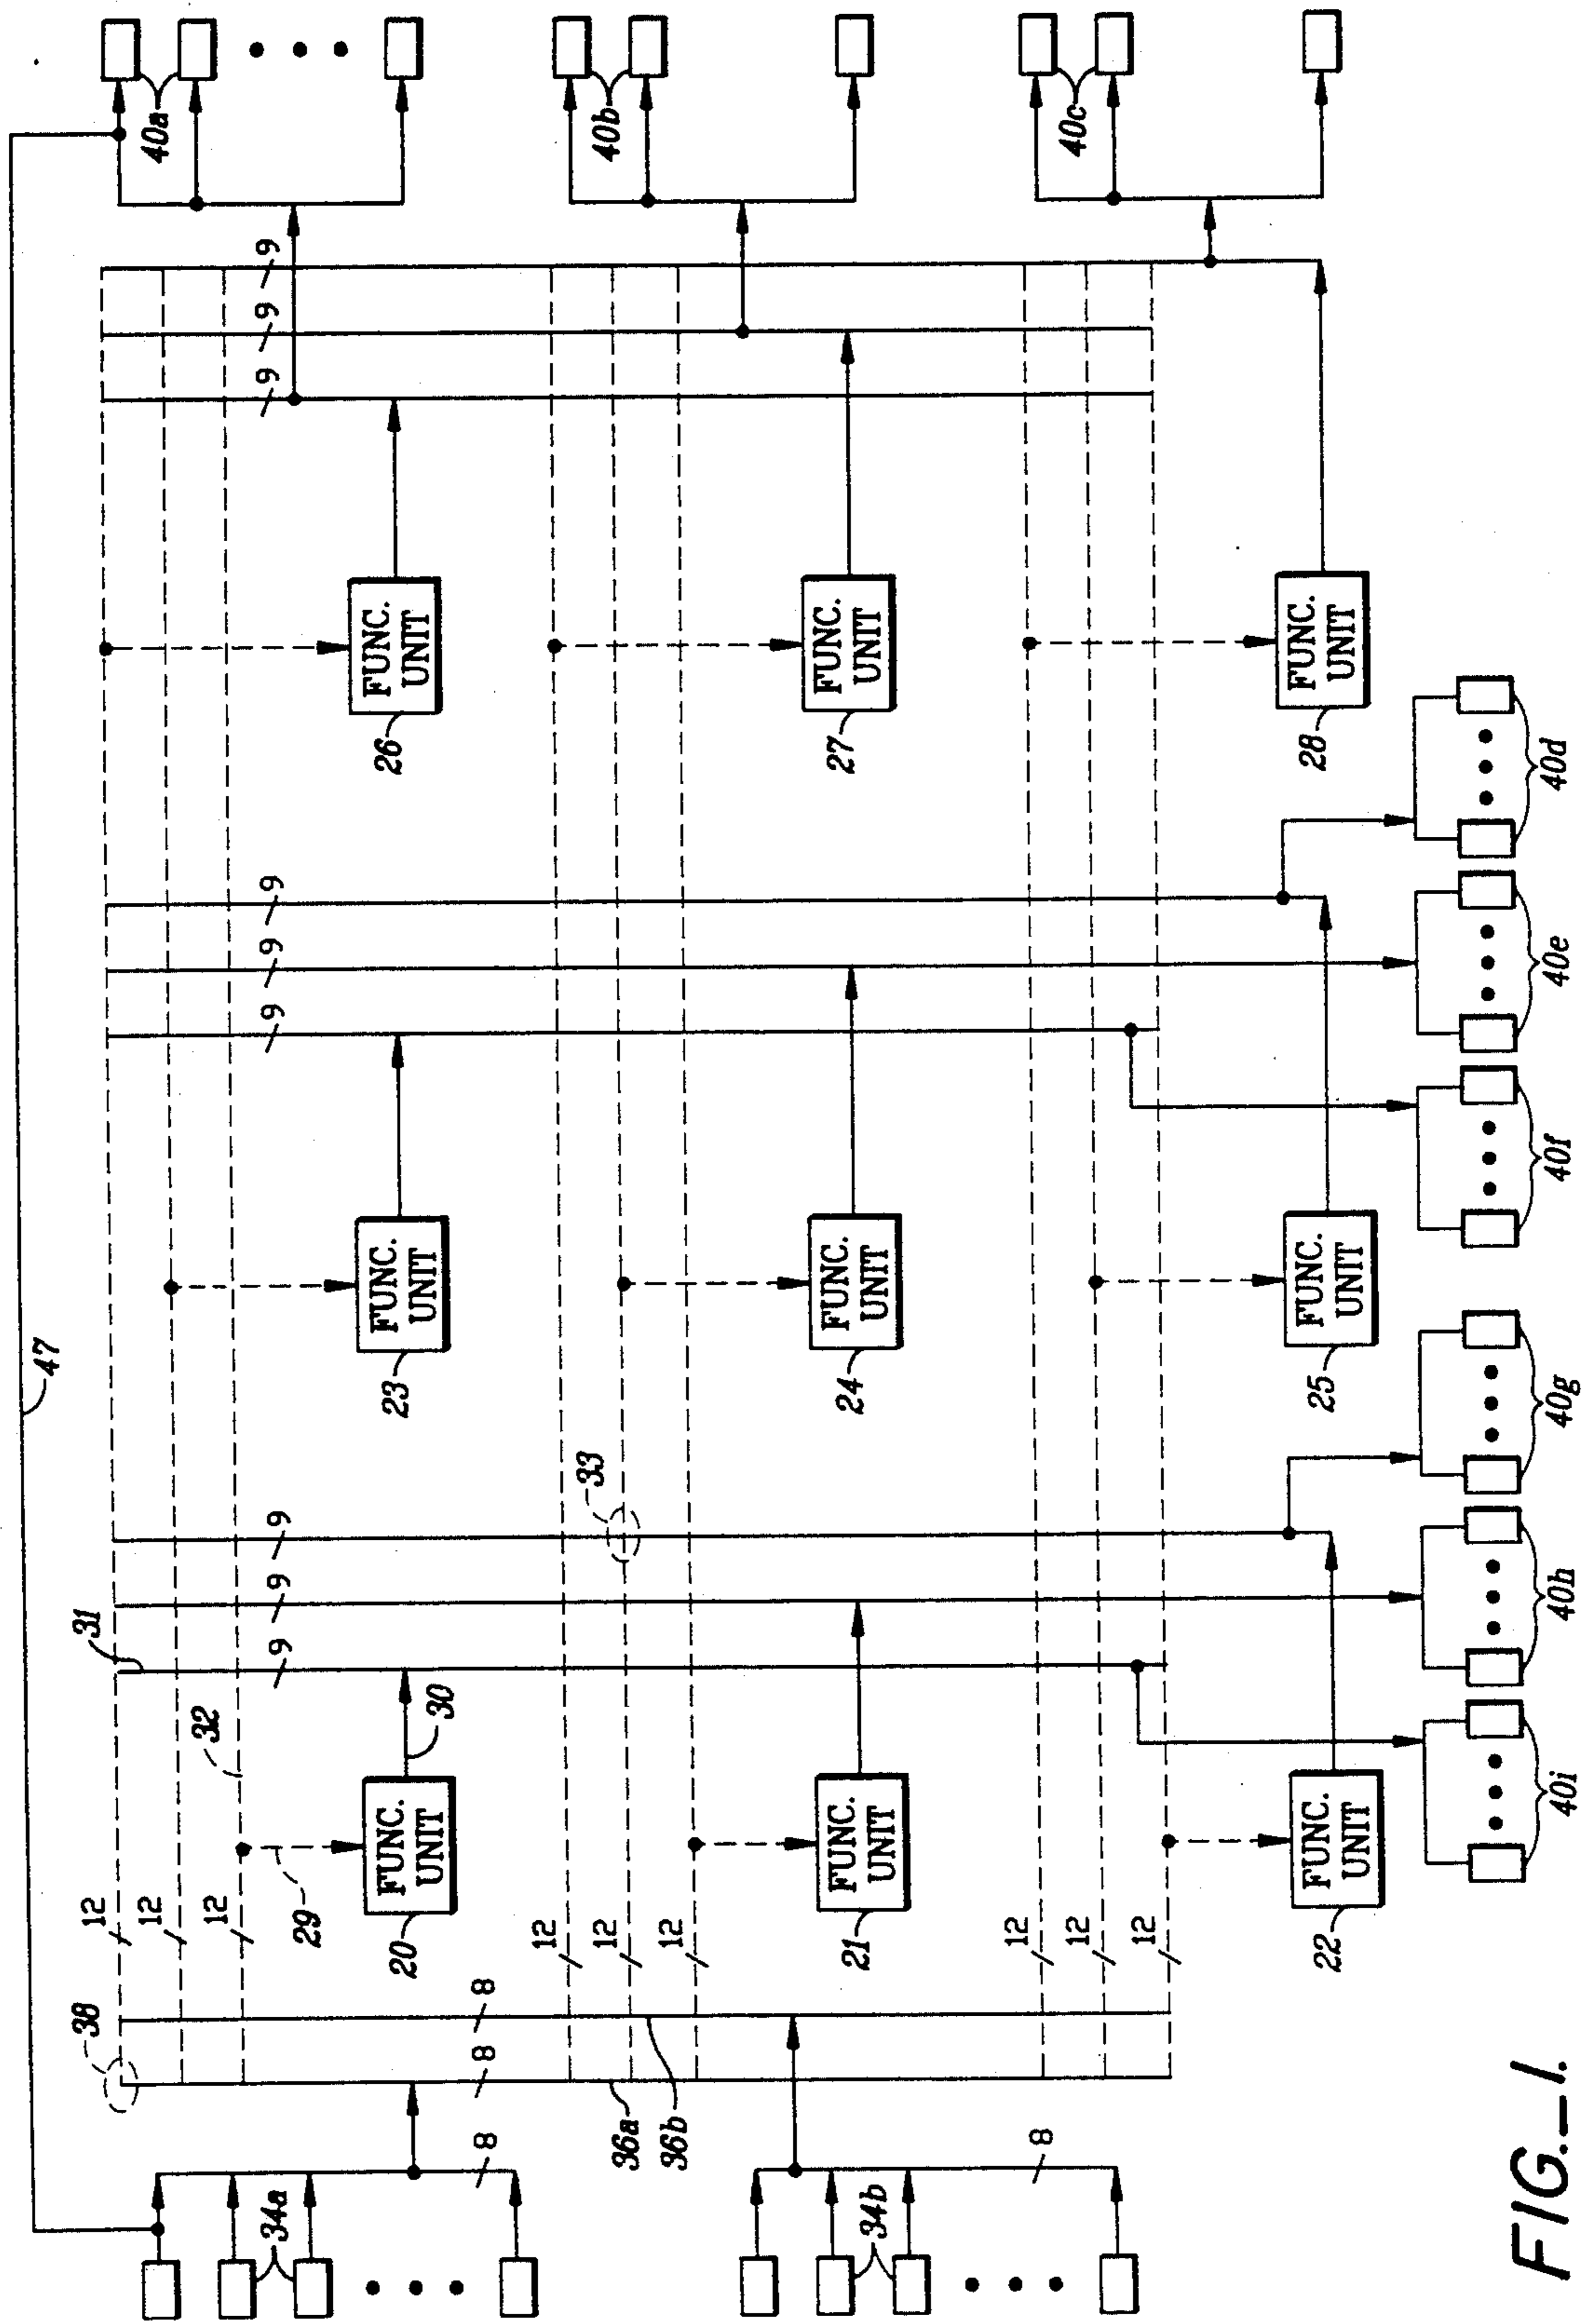 47
38
34a
34b
8
8
36a
36b
8
8
12
12
12
12
12
12
12
12
12
29
32
31
30
33
FUNC.
UNIT
20
FUNC.
UNIT
21
FUNC.
UNIT
22
9
9
9
FUNC.
UNIT
23
FUNC.
UNIT
24
FUNC.
UNIT
25
9
9
9
FUNC.
UNIT
26
FUNC.
UNIT
27
FUNC.
UNIT
28
9
9
9
40a
40b
40c
40i
40h
40g
40f
40e
40d
FIG._1.